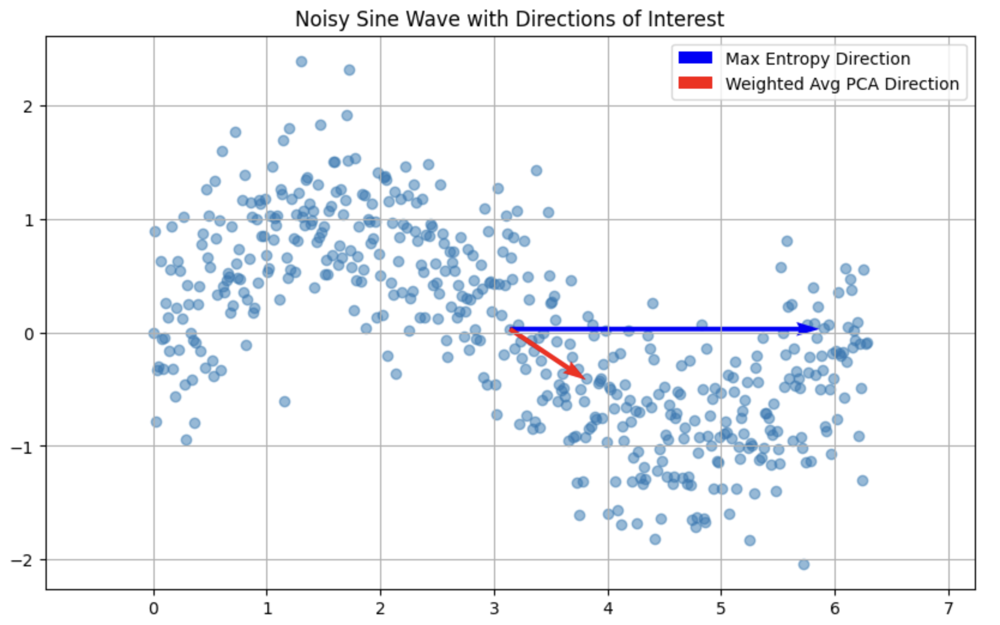 Noisy Sine Wave with Directions of Interest
Max Entropy Direction
Weighted Avg PCA Direction
2
1
0
−1
−2
0 1 2 3 4 5 6 7